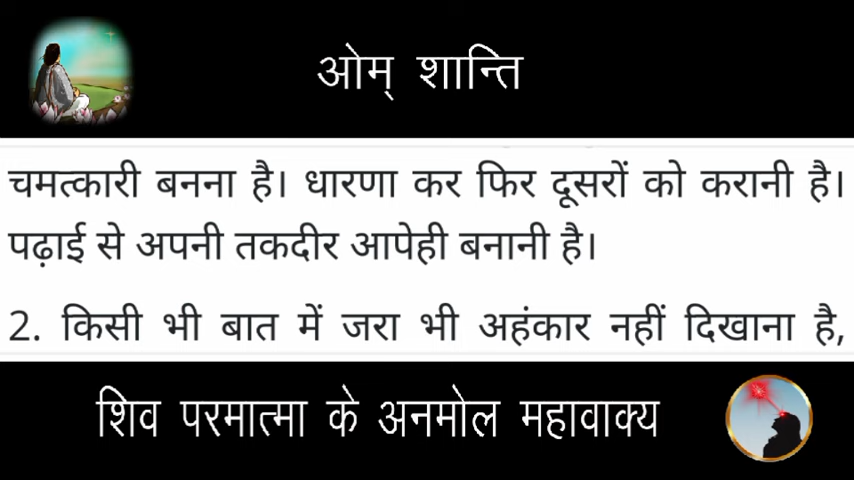 ओम् शान्ति
चमत्कारी बनना है। धारणा कर फिर दूसरों को करानी है।
पढ़ाई से अपनी तकदीर आपेही बनानी है।
2. किसी भी बात में जरा भी अहंकार नहीं दिखाना है,
शिव परमात्मा के अनमोल महावाक्य